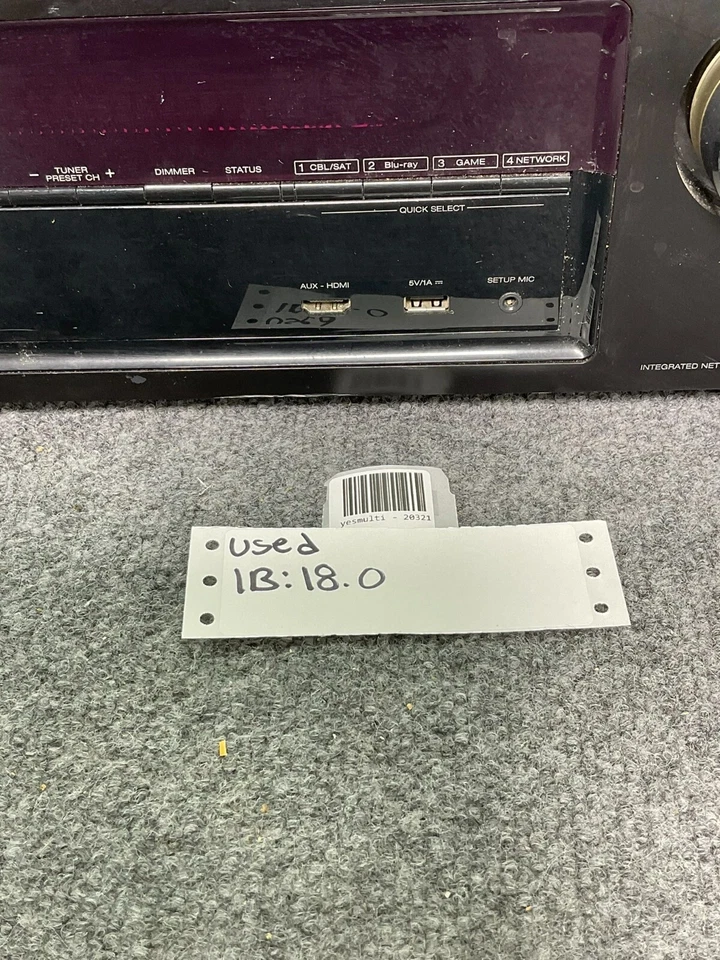 − TUNER PRESET CH +
DIMMER
STATUS
1 CBL/SAT
2 Blu-ray
3 GAME
4 NETWORK
QUICK SELECT
AUX - HDMI
5V/1A
SETUP MIC
INTEGRATED NET
yesmulti - 20321
used
1B:18.0